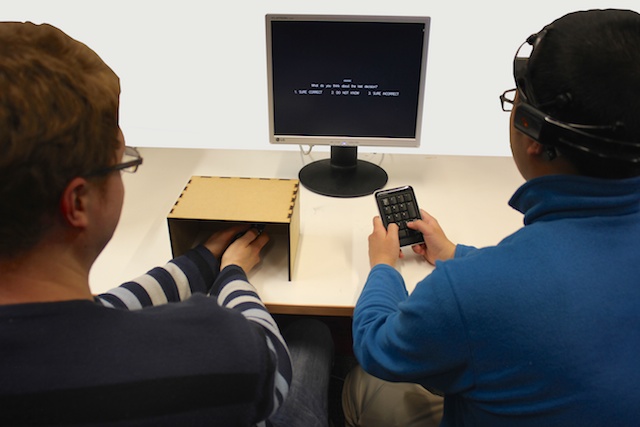 What do you think about the last decision?
1. SURE CORRECT 2. DO NOT KNOW 3. SURE INCORRECT